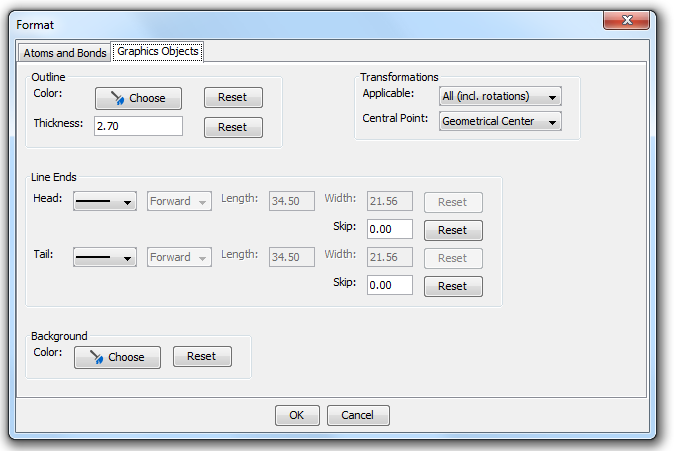 Format
Atoms and Bonds Graphics Objects
Outline
Color: Choose Reset
Thickness: 2.70 Reset
Transformations
Applicable: All (incl. rotations)
Central Point: Geometrical Center
Line Ends
Head: Forward Length: 34.50 Width: 21.56 Reset
Skip: 0.00 Reset
Tail: Forward Length: 34.50 Width: 21.56 Reset
Skip: 0.00 Reset
Background
Color: Choose Reset
OK Cancel